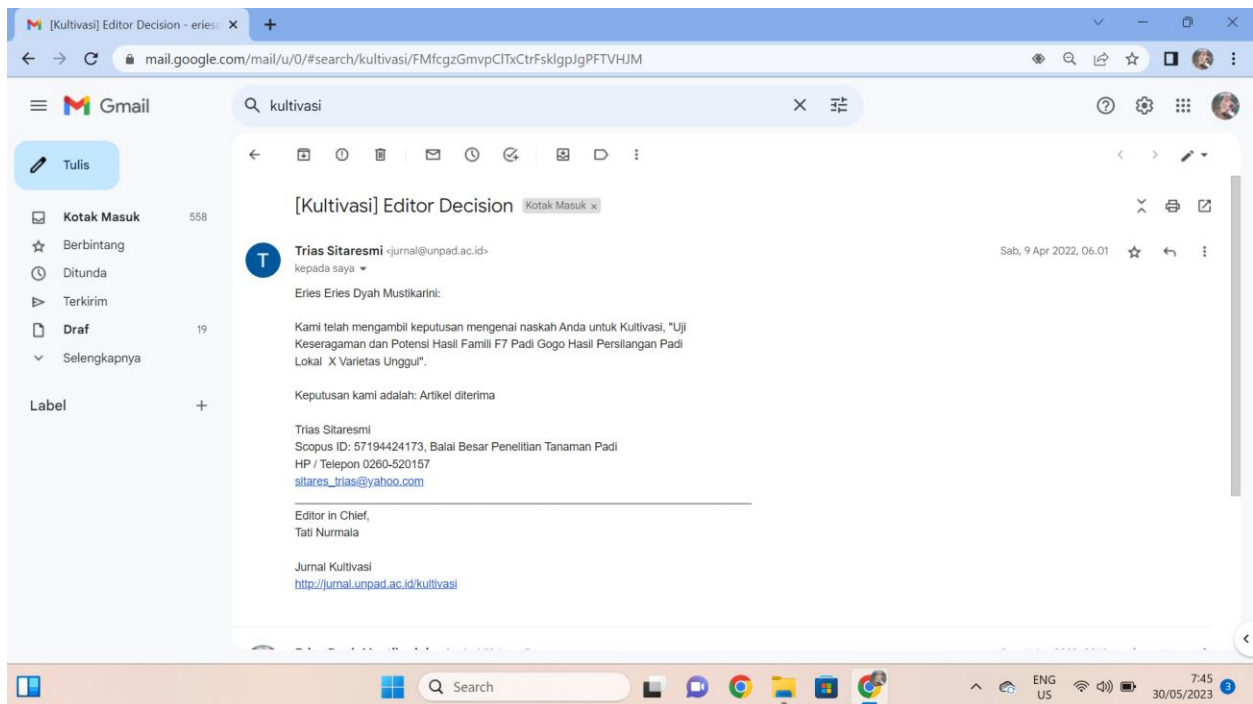 [Kultivasi] Editor Decision - eries
mail.google.com/mail/u/0/#search/kultivasi/FMfcgzGmvpClTxCtrFsklgpJgPFTVHJM
Gmail
kultivasi
Tulis
Kotak Masuk 558
Berbintang
Ditunda
Terkirim
Draf 19
Selengkapnya
Label
[Kultivasi] Editor Decision Kotak Masuk x
Trias Sitaresmi <jurnal@unpad.ac.id>
Sab, 9 Apr 2022, 06.01
kepada saya
Eries Eries Dyah Mustikarini:
Kami telah mengambil keputusan mengenai naskah Anda untuk Kultivasi, "Uji
Keseragaman dan Potensi Hasil Famili F7 Padi Gogo Hasil Persilangan Padi
Lokal X Varietas Unggul".
Keputusan kami adalah: Artikel diterima
Trias Sitaresmi
Scopus ID: 57194424173, Balai Besar Penelitian Tanaman Padi
HP / Telepon 0260-520157
sitares_trias@yahoo.com
Editor in Chief,
Tati Nurmala
Jurnal Kultivasi
http://jurnal.unpad.ac.id/kultivasi
T
Search
ENG
US
7:45
30/05/2023
3